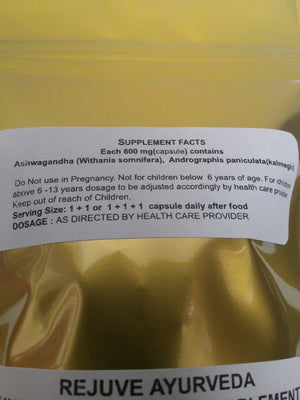 SUPPLEMENT FACTS
Each 600 mg(capsule) contains
Ashwagandha (Withania somnifera), Andrographis paniculata(kalmegh)
Do Not use in Pregnancy. Not for children below 6 years of age. For children
above 6 -13 years dosage to be adjusted accordingly by health care provider
Keep out of reach of Children.
Serving Size: 1 + 1 or 1 + 1 + 1 capsule daily after food
DOSAGE : AS DIRECTED BY HEALTH CARE PROVIDER
REJUVE AYURVEDA